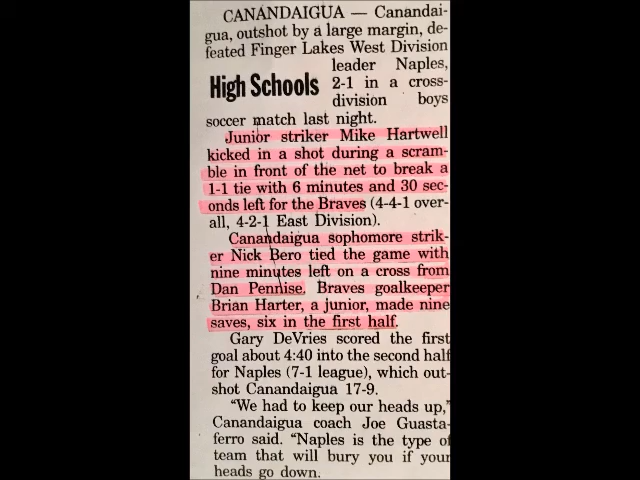 CANANDAIGUA — Canandai-
gua, outshot by a large margin, de-
feated Finger Lakes West Division
leader Naples,
High Schools
2-1 in a cross-
division boys
soccer match last night.
Junior striker Mike Hartwell
kicked in a shot during a scram-
ble in front of the net to break a
1-1 tie with 6 minutes and 30 sec-
onds left for the Braves (4-4-1 over-
all, 4-2-1 East Division).
Canandaigua sophomore strik-
er Nick Bero tied the game with
nine minutes left on a cross from
Dan Pennise. Braves goalkeeper
Brian Harter, a junior, made nine
saves, six in the first half.
Gary DeVries scored the first
goal about 4:40 into the second half
for Naples (7-1 league), which out-
shot Canandaigua 17-9.
“We had to keep our heads up,”
Canandaigua coach Joe Guasta-
ferro said. “Naples is the type of
team that will bury you if your
heads go down.